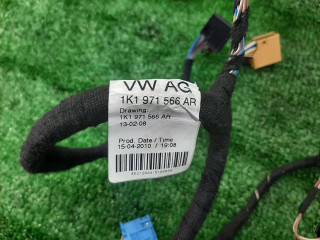 VW AG
1K1 971 566 AR
Drawing:
1K1 971 566 AR
13-02-08
Prod. Date / Time
15-04-2010 / 19:08